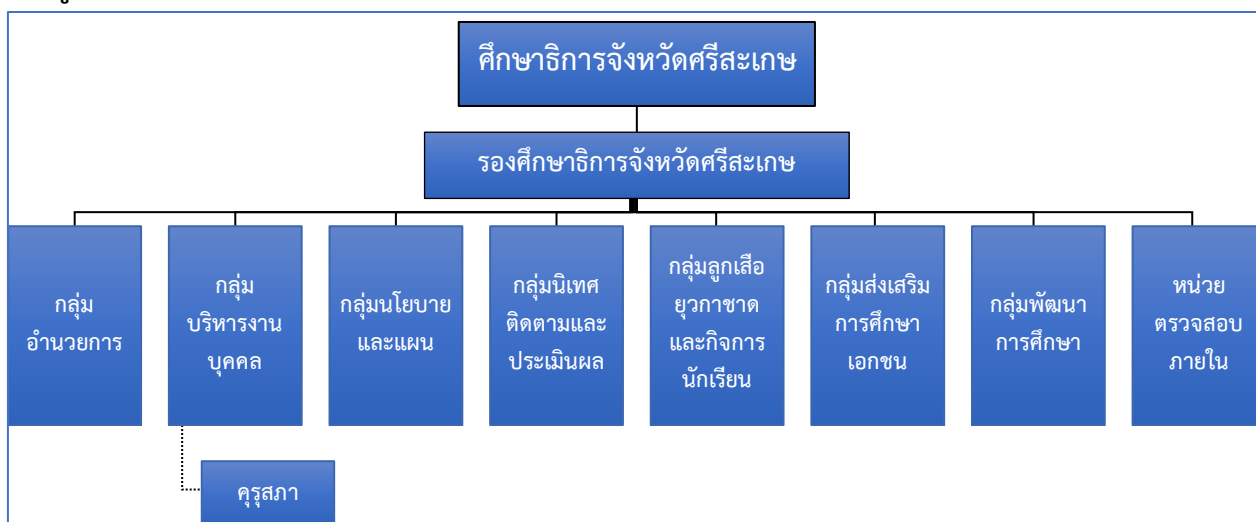 ศึกษาธิการจังหวัดศรีสะเกษ
รองศึกษาธิการจังหวัดศรีสะเกษ
กลุ่ม
อำนวยการ
กลุ่ม
บริหารงาน
บุคคล
กลุ่มนโยบาย
และแผน
กลุ่มนิเทศ
ติดตามและ
ประเมินผล
กลุ่มลูกเสือ
ยุวกาชาด
และกิจการ
นักเรียน
กลุ่มส่งเสริม
การศึกษา
เอกชน
กลุ่มพัฒนา
การศึกษา
หน่วย
ตรวจสอบ
ภายใน
คุรุสภา